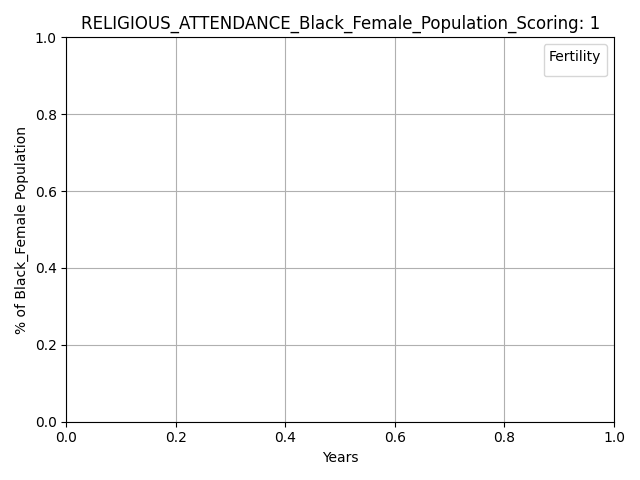 RELIGIOUS_ATTENDANCE_Black_Female_Population_Scoring: 1
Fertility
% of Black_Female Population
1.0
0.8
0.6
0.4
0.2
0.0
0.0 0.2 0.4 0.6 0.8 1.0
Years